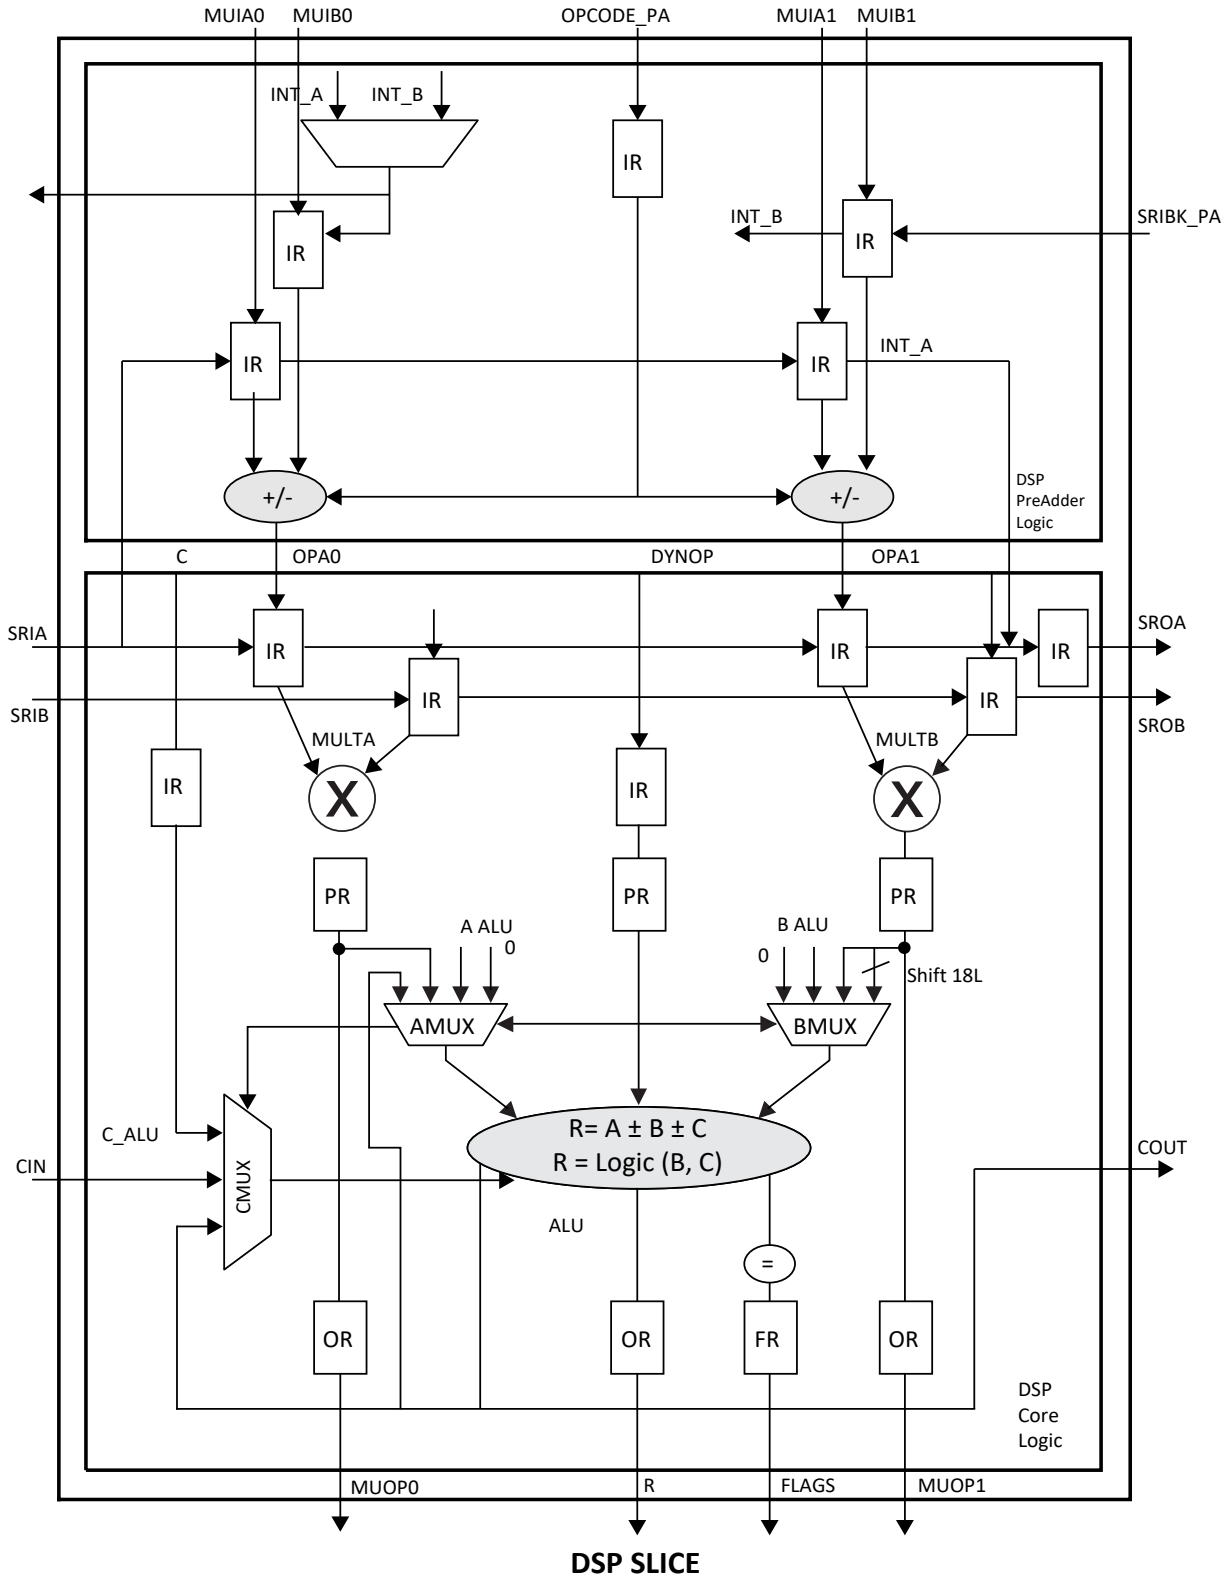 MUIA0
MUIB0
OPCODE_PA
MUIA1
MUIB1
INT_A
INT_B
IR
IR
INT_B
IR
SRIBK_PA
IR
IR
IR
INT_A
+/-
+/-
DSP
PreAdder
Logic
C
OPA0
DYNOP
OPA1
SRIA
IR
IR
IR
SROA
SRIB
IR
IR
SROB
MULTA
MULTB
IR
X
IR
X
PR
PR
PR
A ALU
0
B ALU
0
Shift 18L
AMUX
BMUX
R= A ± B ± C
R = Logic (B, C)
C_ALU
CIN
CMUX
COUT
ALU
=
OR
OR
FR
OR
DSP
Core
Logic
MUOP0
R
FLAGS
MUOP1
DSP SLICE